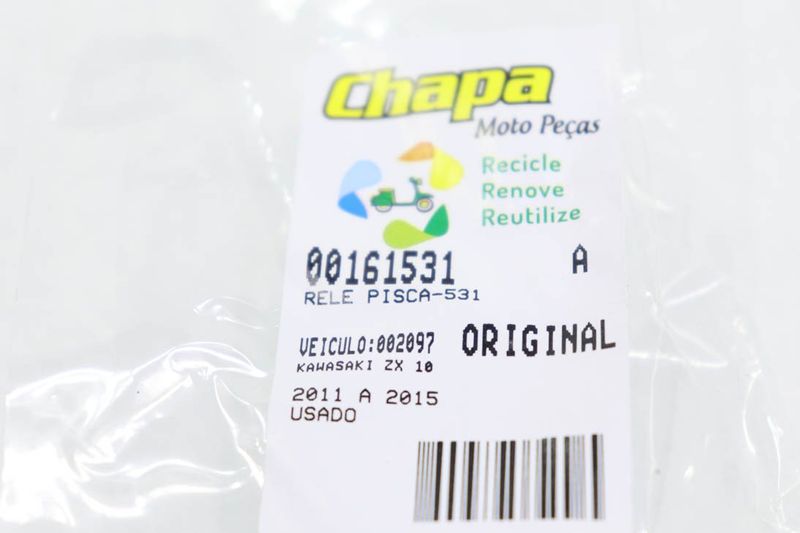 Chapa
Moto Peças
Recicle
Renove
Reutilize
00161531 A
RELE PISCA-531
VEICULO:002097 ORIGINAL
KAWASAKI ZX 10
2011 A 2015
USADO